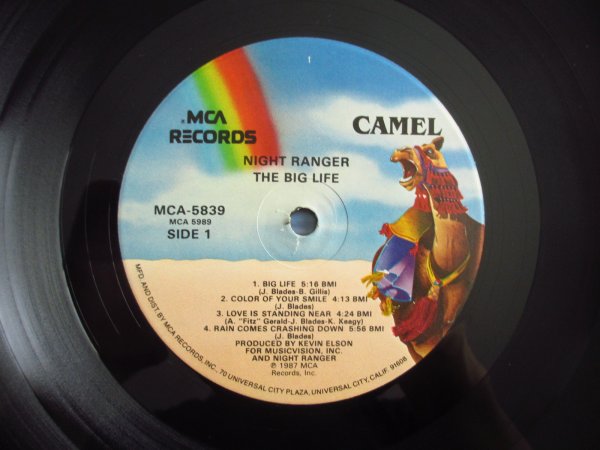 1
MCA
RECORDS
CAMEL
NIGHT RANGER
THE BIG LIFE
MCA-5839
MCA 5989
SIDE 1
1. BIG LIFE 5:16 BMI
(J. Blades-B. Gillis)
2. COLOR OF YOUR SMILE 4:13 BMI
(J. Blades)
3. LOVE IS STANDING NEAR 4:24 BMI
(A. "Fitz" Gerald-J. Blades-K. Keagy)
4. RAIN COMES CRASHING DOWN 5:56 BMI
(J. Blades)
PRODUCED BY KEVIN ELSON
FOR MUSICVISION, INC.
AND NIGHT RANGER
℗ 1987 MCA
Records, Inc.
MFD. AND DIST. BY MCA RECORDS, INC., 70 UNIVERSAL CITY PLAZA, UNIVERSAL CITY, CALIF. 91608